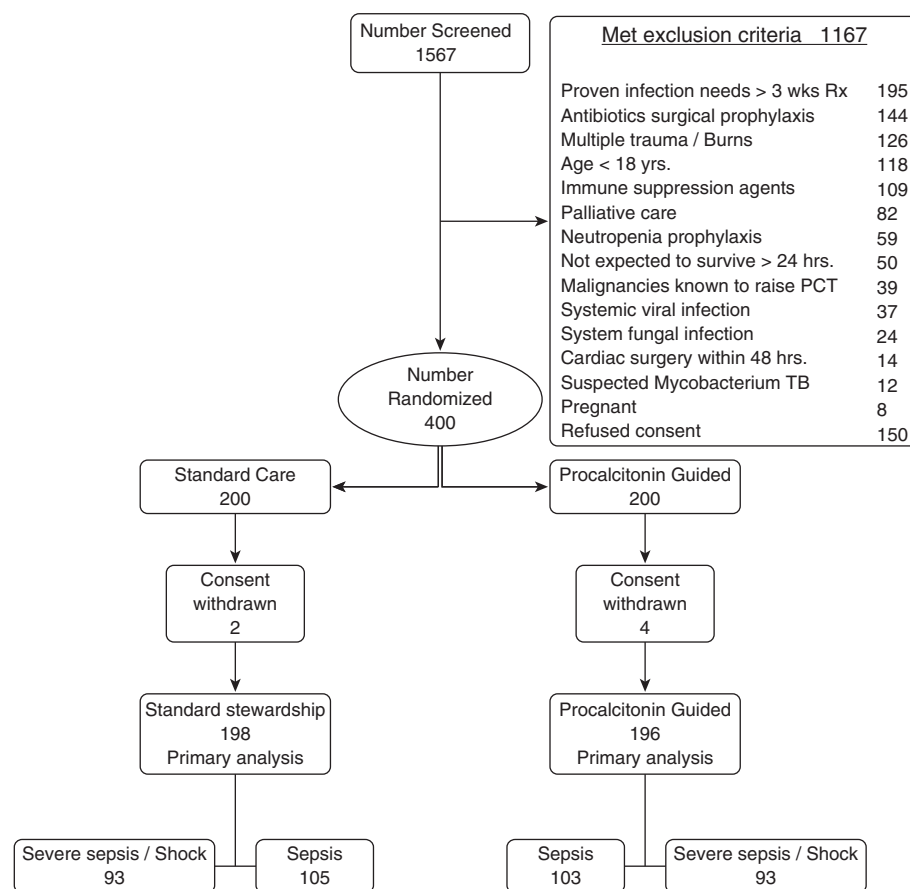 Number Screened
1567
Met exclusion criteria 1167
Proven infection needs > 3 wks Rx 195
Antibiotics surgical prophylaxis 144
Multiple trauma / Burns 126
Age < 18 yrs. 118
Immune suppression agents 109
Palliative care 82
Neutropenia prophylaxis 59
Not expected to survive > 24 hrs. 50
Malignancies known to raise PCT 39
Systemic viral infection 37
System fungal infection 24
Cardiac surgery within 48 hrs. 14
Suspected Mycobacterium TB 12
Pregnant 8
Refused consent 150
Number
Randomized
400
Standard Care
200
Procalcitonin Guided
200
Consent
withdrawn
2
Consent
withdrawn
4
Standard stewardship
198
Primary analysis
Procalcitonin Guided
196
Primary analysis
Severe sepsis / Shock
93
Sepsis
105
Sepsis
103
Severe sepsis / Shock
93